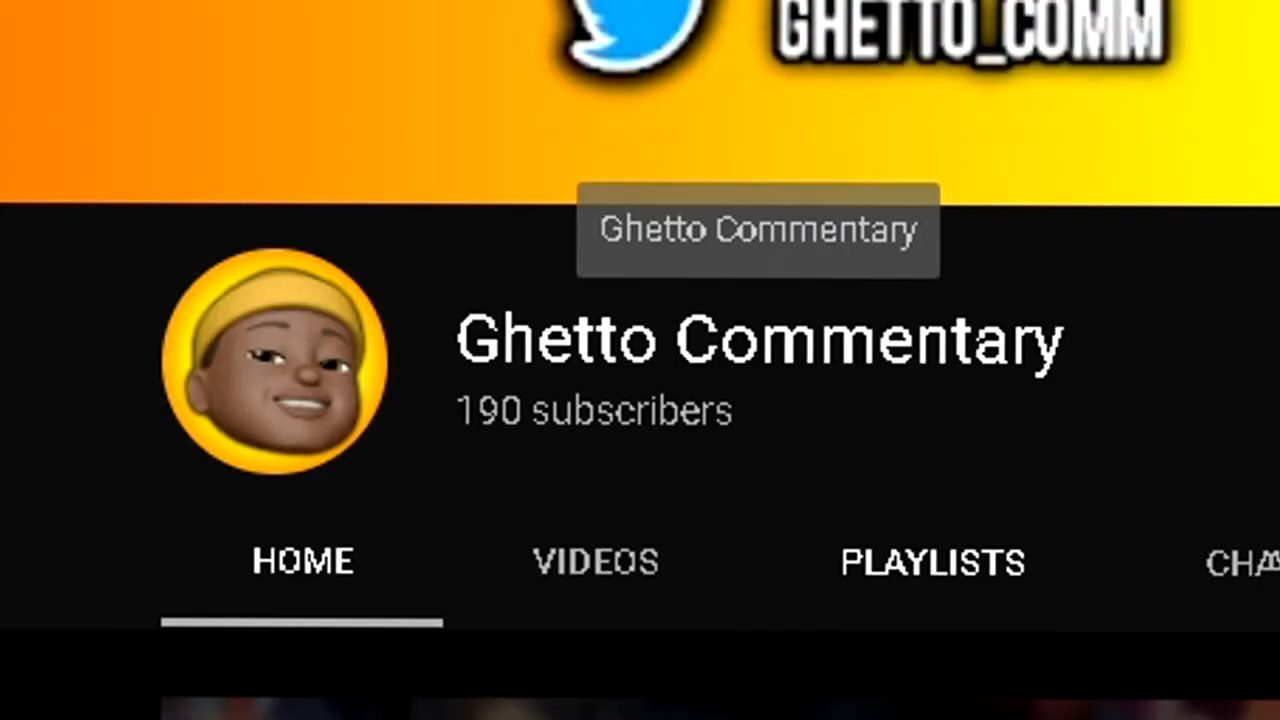 GHETTO_COMM
Ghetto Commentary
Ghetto Commentary
190 subscribers
HOME VIDEOS PLAYLISTS